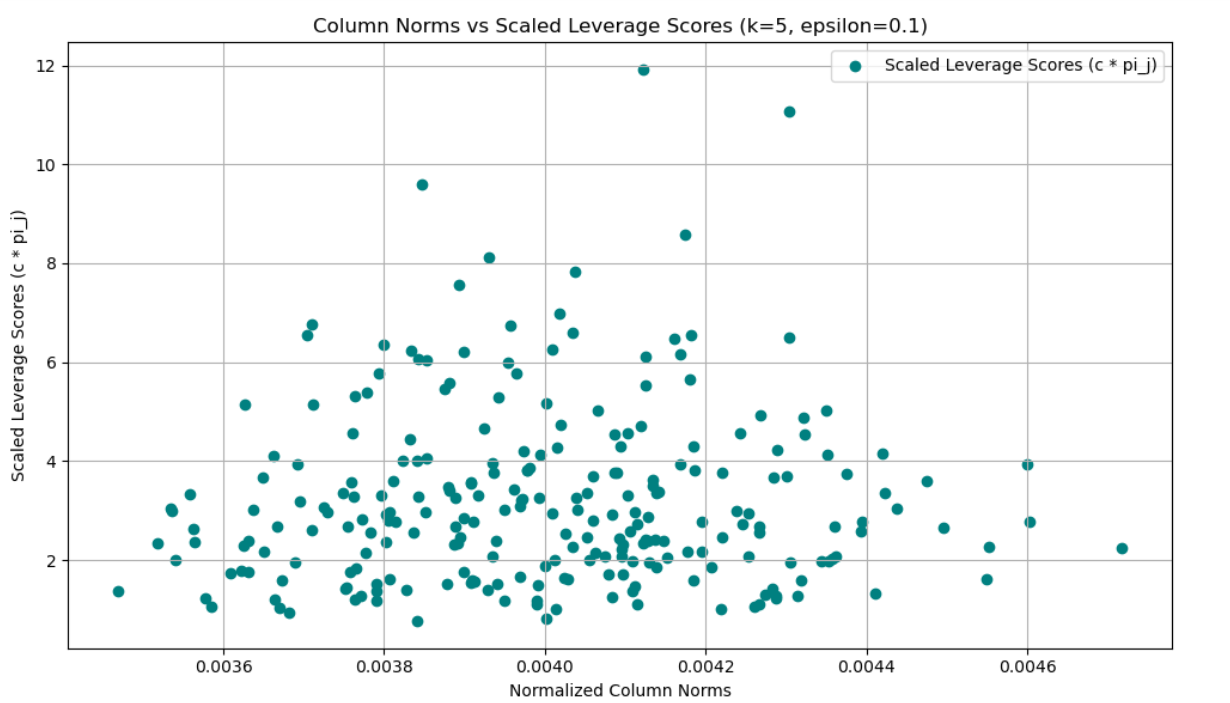 Column Norms vs Scaled Leverage Scores (k=5, epsilon=0.1)
Scaled Leverage Scores (c * pi_j)
12
10
8
6
4
2
Scaled Leverage Scores (c * pi_j)
0.0036 0.0038 0.0040 0.0042 0.0044 0.0046
Normalized Column Norms